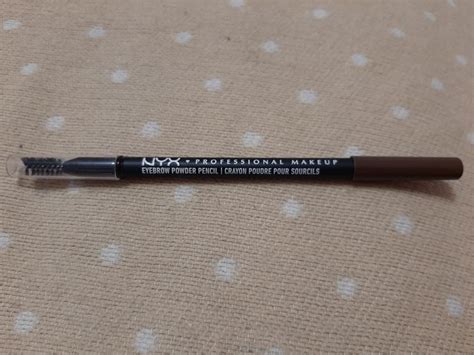 NYX PROFESSIONAL MAKEUP
EYEBROW POWDER PENCIL | CRAYON POUDRE POUR SOURCILS